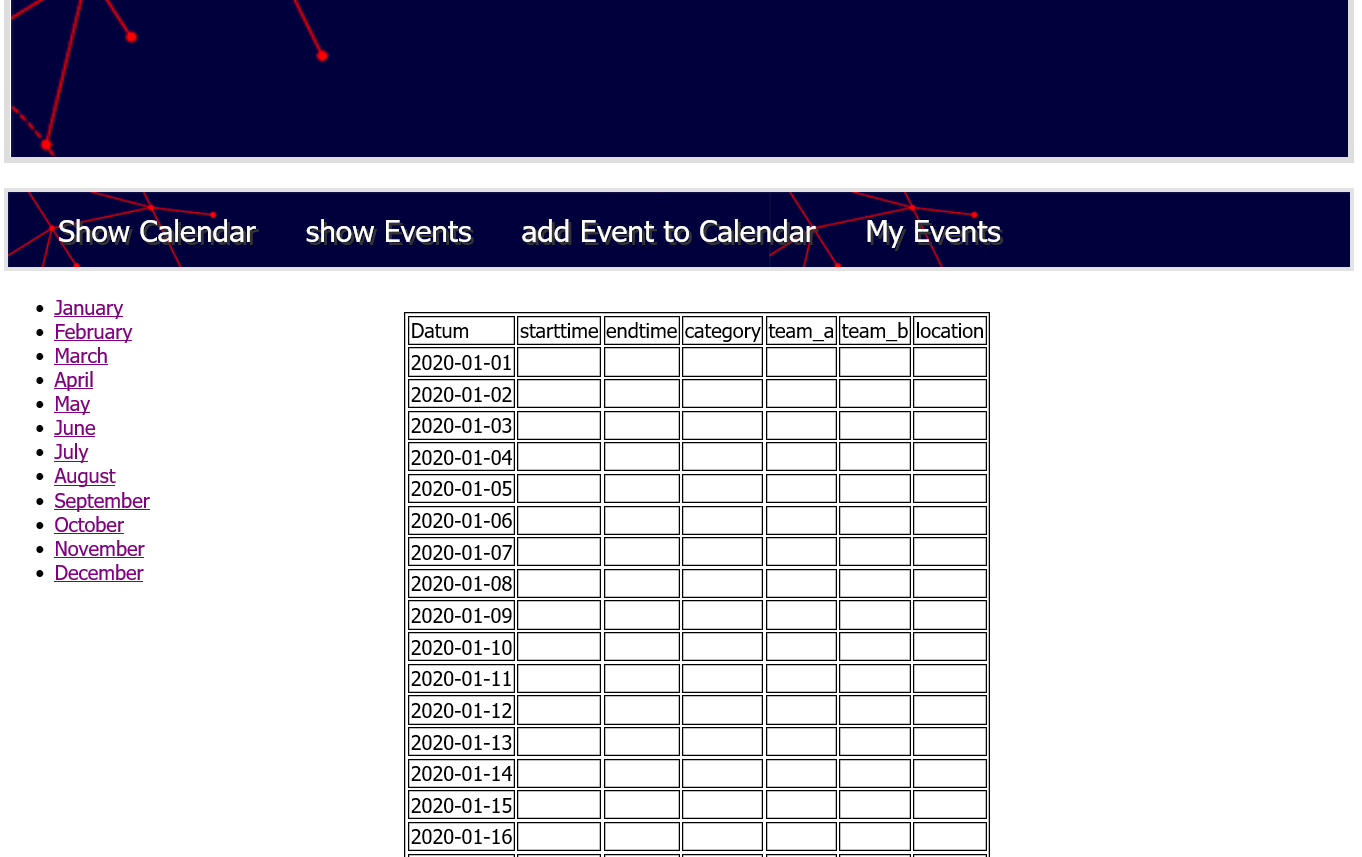 Show Calendar show Events add Event to Calendar My Events
January
February
March
April
May
June
July
August
September
October
November
December
Datum starttime endtime category team_a team_b location
2020-01-01
2020-01-02
2020-01-03
2020-01-04
2020-01-05
2020-01-06
2020-01-07
2020-01-08
2020-01-09
2020-01-10
2020-01-11
2020-01-12
2020-01-13
2020-01-14
2020-01-15
2020-01-16